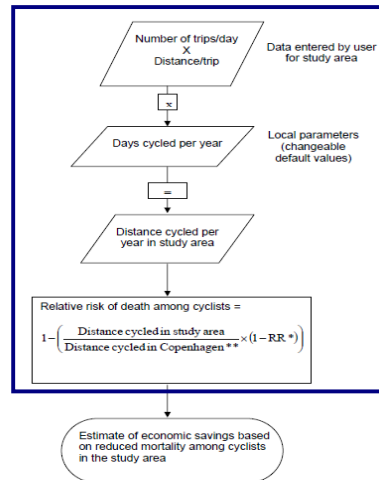 Number of trips/day
X
Distance/trip
Data entered by user
for study area
x
Days cycled per year
Local parameters
(changeable
default values)
=
Distance cycled per
year in study area
Relative risk of death among cyclists =
1−(Distance cycled in study area / Distance cycled in Copenhagen ** ×(1−RR *))
Estimate of economic savings based
on reduced mortality among cyclists
in the study area